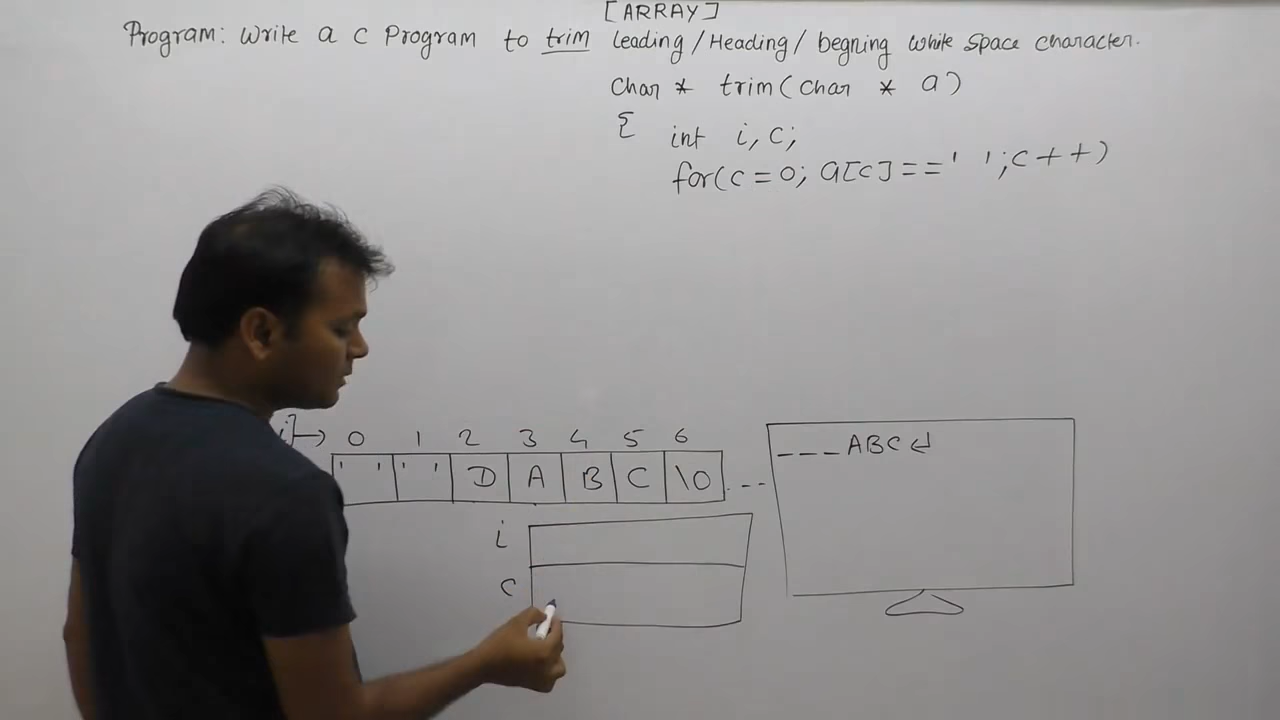 [ARRAY]
Program: Write a C Program to trim leading/Heading/begning white space character.
Char * trim(char * a)
{ int i, c;
for(c=0; a[c]==' ';c++)
i]→ 0 1 2 3 4 5 6
' ' ' ' D A B C \0 ...
___ABC↵
i
c